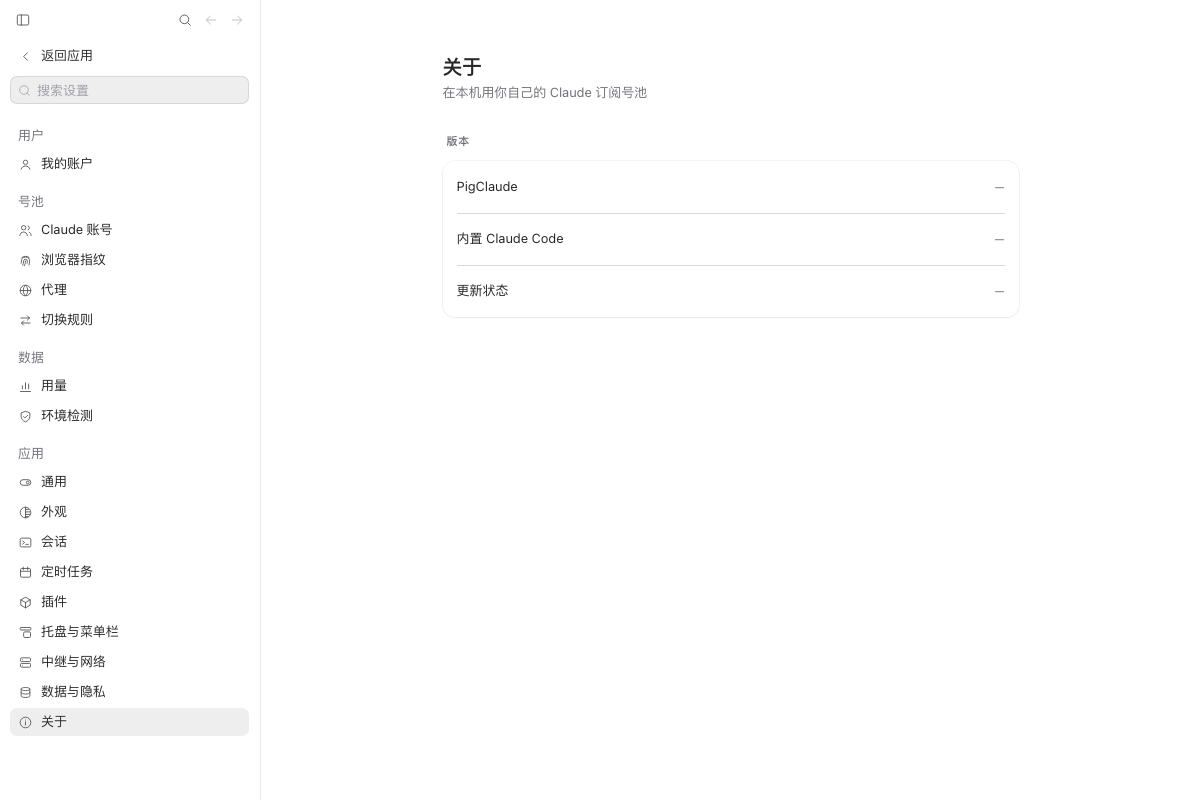 返回应用
搜索设置
用户
我的账户
号池
Claude 账号
浏览器指纹
代理
切换规则
数据
用量
环境检测
应用
通用
外观
会话
定时任务
插件
托盘与菜单栏
中继与网络
数据与隐私
关于
关于
在本机用你自己的 Claude 订阅号池
版本
PigClaude —
内置 Claude Code —
更新状态 —